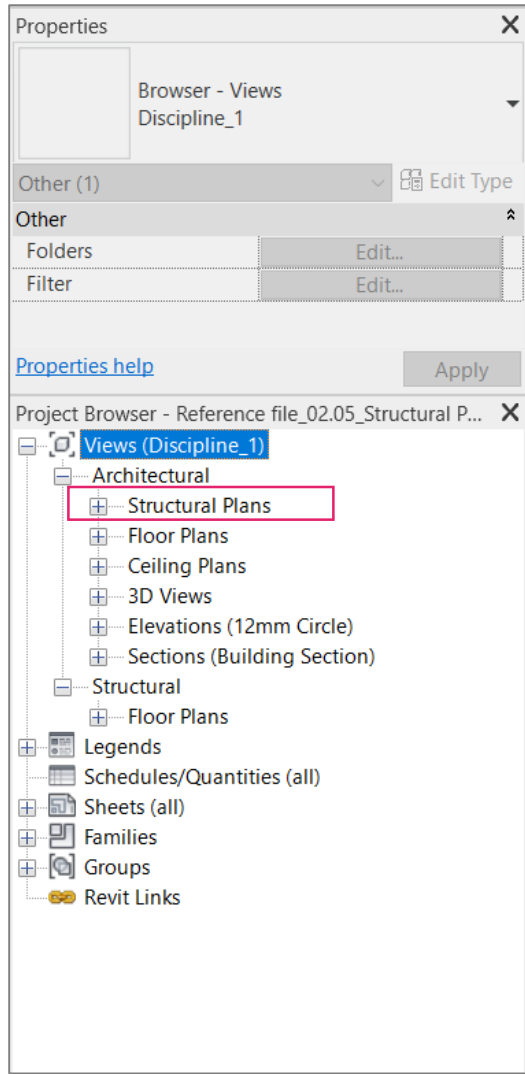 Properties
Browser - Views
Discipline_1
Other (1)
Edit Type
Other
Folders
Edit...
Filter
Edit...
Properties help
Apply
Project Browser - Reference file_02.05_Structural P...
Views (Discipline_1)
Architectural
Structural Plans
Floor Plans
Ceiling Plans
3D Views
Elevations (12mm Circle)
Sections (Building Section)
Structural
Floor Plans
Legends
Schedules/Quantities (all)
Sheets (all)
Families
Groups
Revit Links